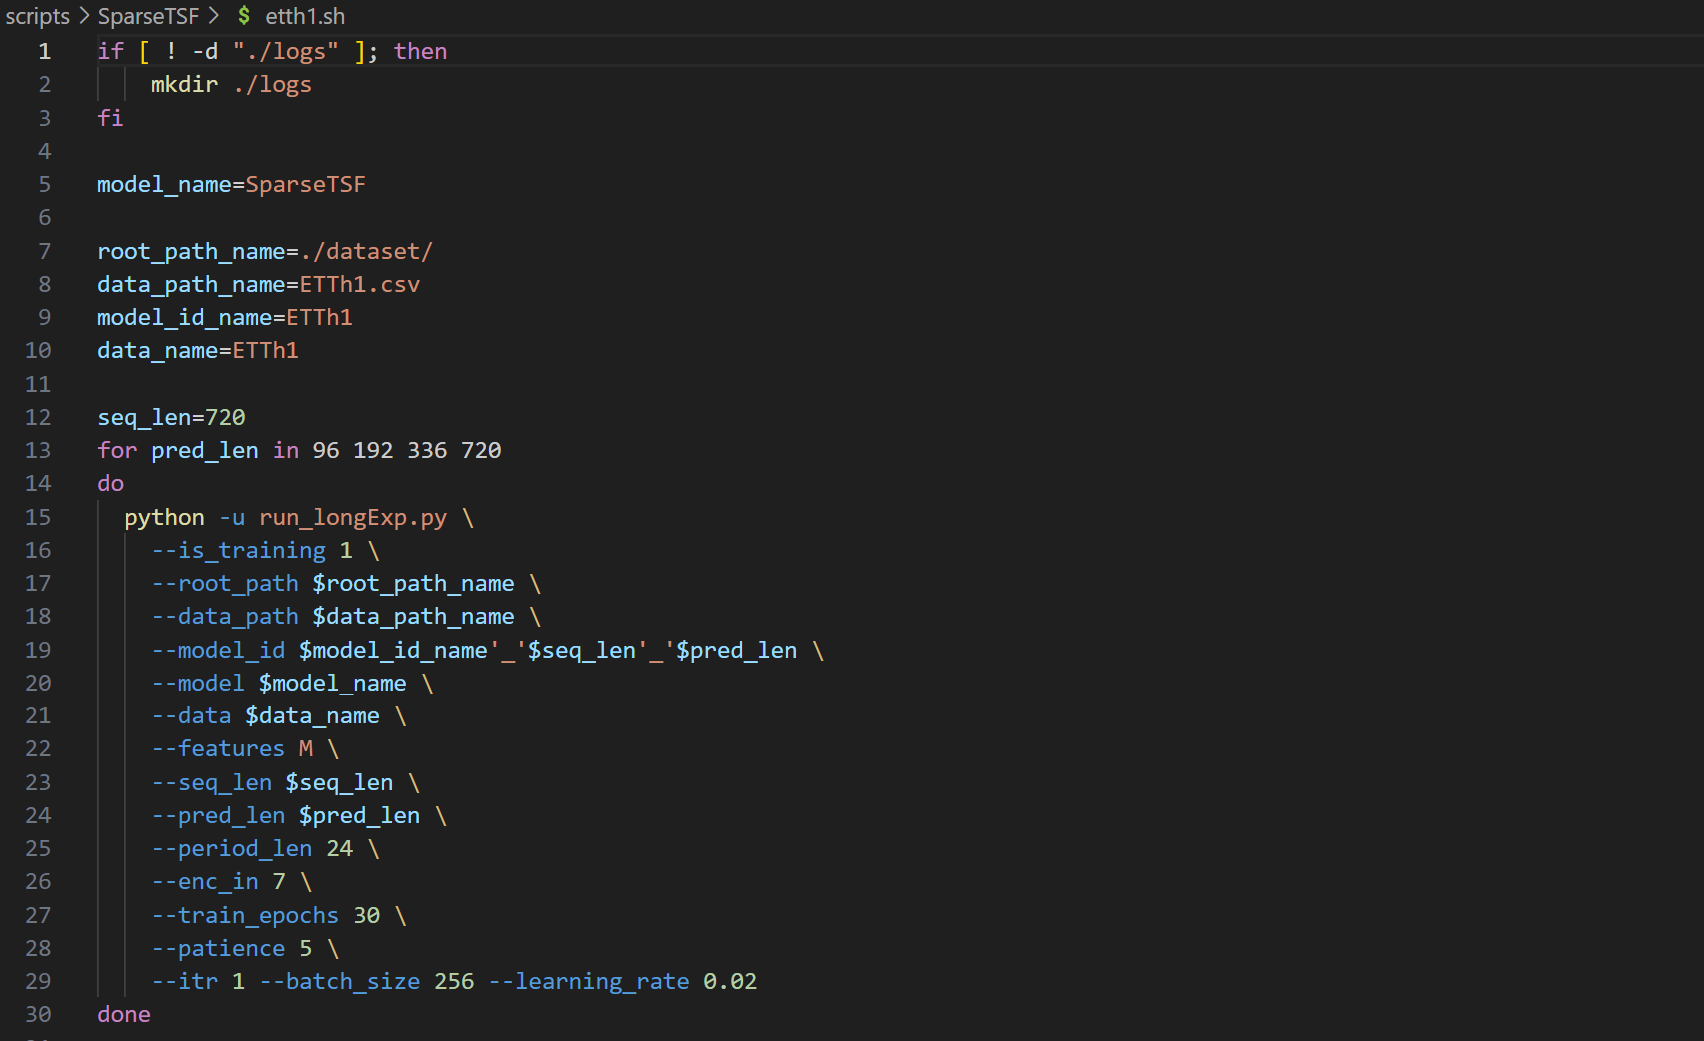 scripts > SparseTSF > $ etth1.sh
1 if [ ! -d "./logs" ]; then
2 mkdir ./logs
3 fi
4
5 model_name=SparseTSF
6
7 root_path_name=./dataset/
8 data_path_name=ETTh1.csv
9 model_id_name=ETTh1
10 data_name=ETTh1
11
12 seq_len=720
13 for pred_len in 96 192 336 720
14 do
15 python -u run_longExp.py \
16 --is_training 1 \
17 --root_path $root_path_name \
18 --data_path $data_path_name \
19 --model_id $model_id_name'_'$seq_len'_'$pred_len \
20 --model $model_name \
21 --data $data_name \
22 --features M \
23 --seq_len $seq_len \
24 --pred_len $pred_len \
25 --period_len 24 \
26 --enc_in 7 \
27 --train_epochs 30 \
28 --patience 5 \
29 --itr 1 --batch_size 256 --learning_rate 0.02
30 done